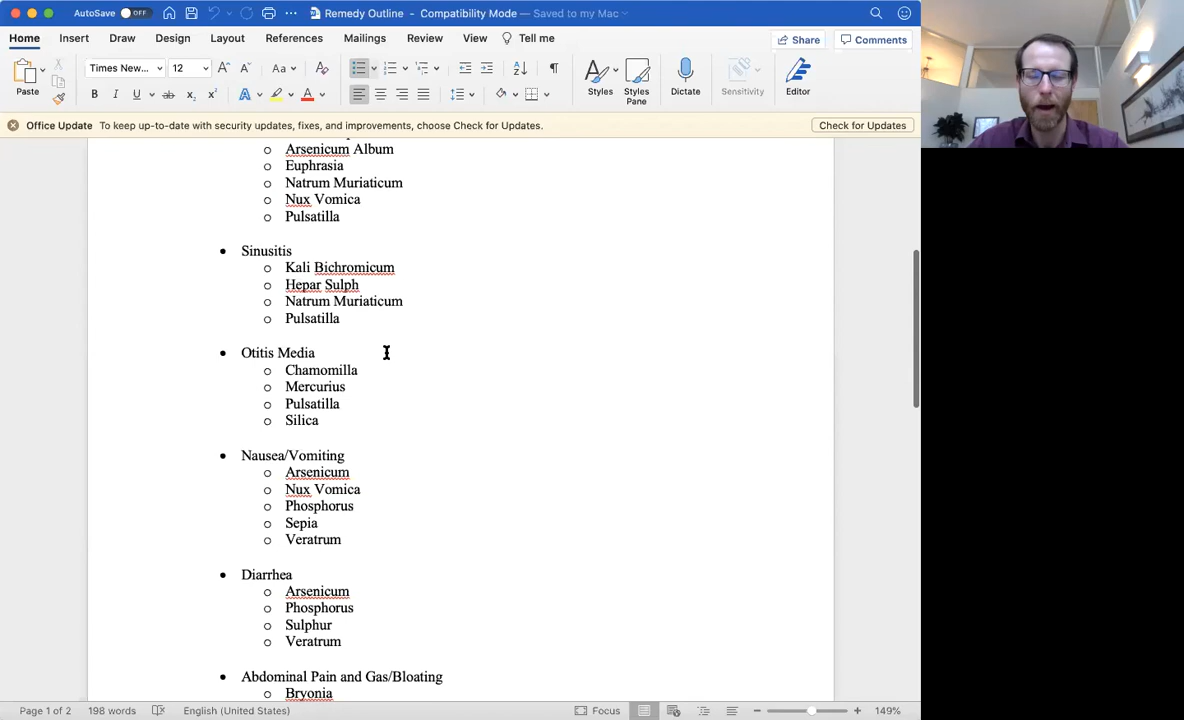 AutoSave OFF
Remedy Outline - Compatibility Mode — Saved to my Mac
Home Insert Draw Design Layout References Mailings Review View Tell me
Share Comments
Times New... 12 Aa
Paste B I U ab x₂ x² A A
Styles Styles Pane Dictate Sensitivity Editor
Office Update To keep up-to-date with security updates, fixes, and improvements, choose Check for Updates. Check for Updates
Arsenicum Album
Euphrasia
Natrum Muriaticum
Nux Vomica
Pulsatilla
Sinusitis
Kali Bichromicum
Hepar Sulph
Natrum Muriaticum
Pulsatilla
Otitis Media
Chamomilla
Mercurius
Pulsatilla
Silica
Nausea/Vomiting
Arsenicum
Nux Vomica
Phosphorus
Sepia
Veratrum
Diarrhea
Arsenicum
Phosphorus
Sulphur
Veratrum
Abdominal Pain and Gas/Bloating
Bryonia
Page 1 of 2 198 words English (United States) Focus 149%